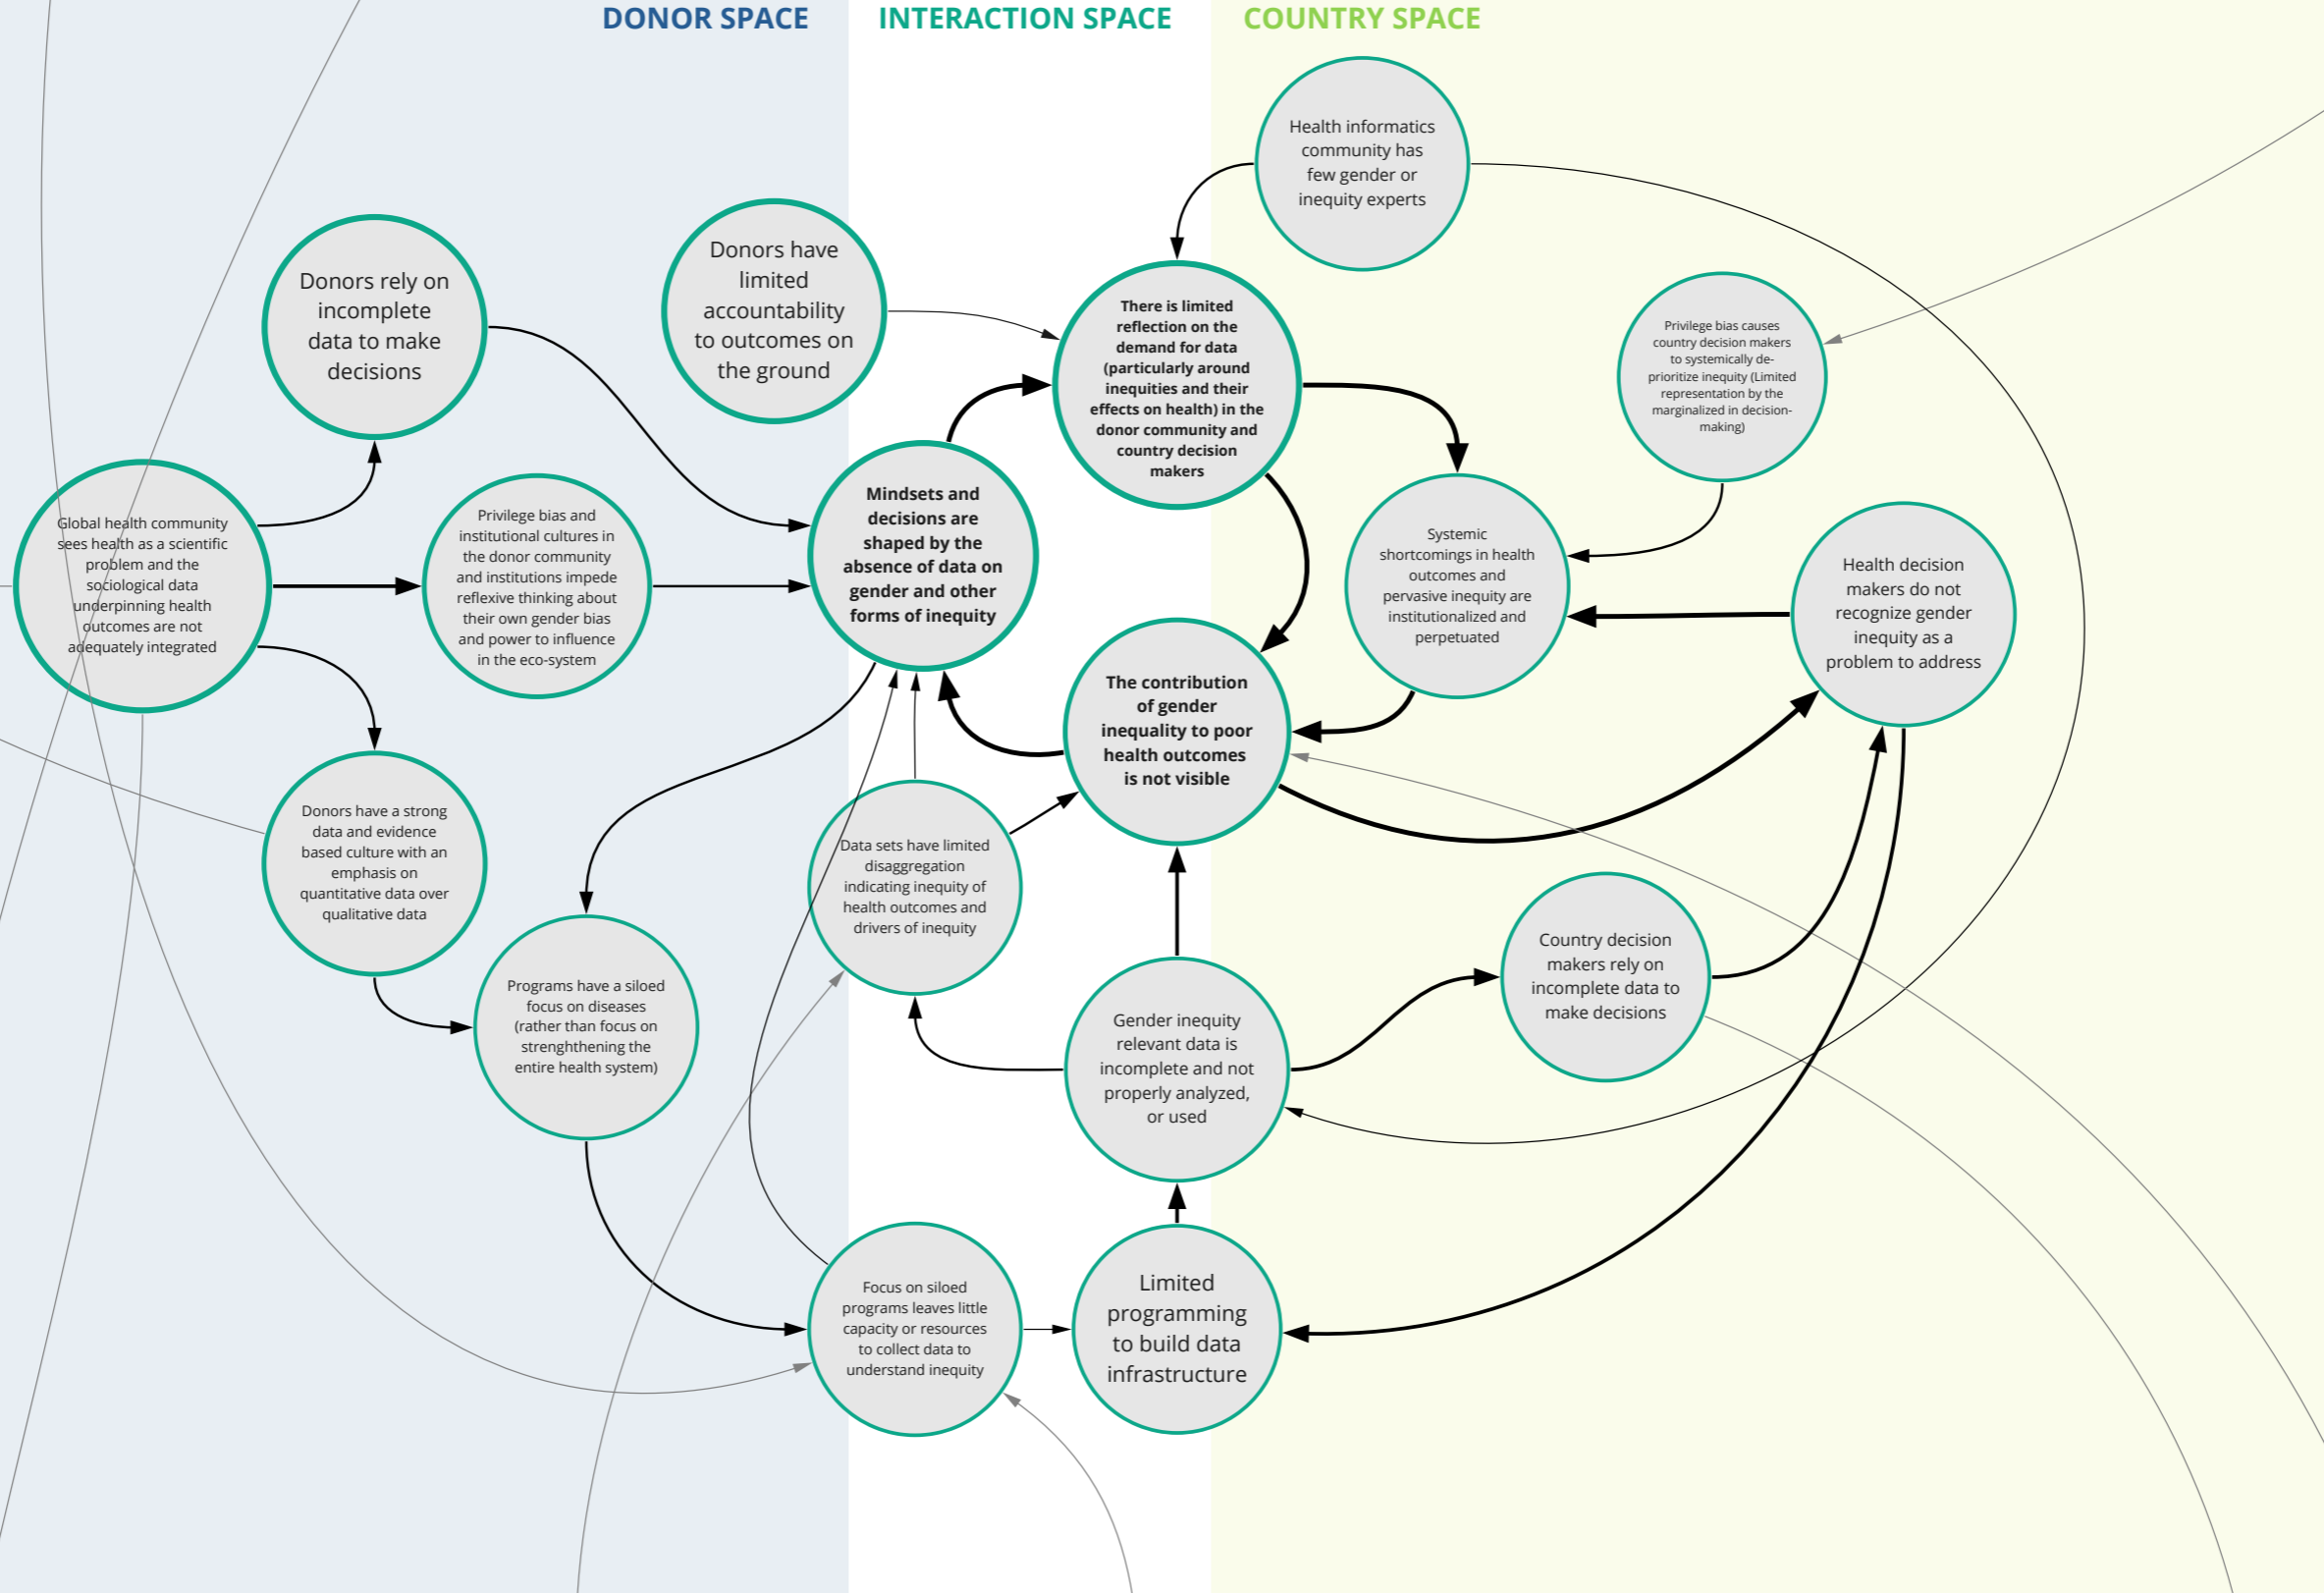 DONOR SPACE
INTERACTION SPACE
COUNTRY SPACE
Health informatics
community has
few gender or
inequity experts
Donors rely on
incomplete
data to make
decisions
Donors have
limited
accountability
to outcomes on
the ground
There is limited
reflection on the
demand for data
(particularly around
inequities and their
effects on health) in the
donor community and
country decision
makers
Privilege bias causes
country decision makers
to systemically de-
prioritize inequity (Limited
representation by the
marginalized in decision-
making)
Global health community
sees health as a scientific
problem and the
sociological data
underpinning health
outcomes are not
adequately integrated
Privilege bias and
institutional cultures in
the donor community
and institutions impede
reflexive thinking about
their own gender bias
and power to influence
in the eco-system
Mindsets and
decisions are
shaped by the
absence of data on
gender and other
forms of inequity
Systemic
shortcomings in health
outcomes and
pervasive inequity are
institutionalized and
perpetuated
Health decision
makers do not
recognize gender
inequity as a
problem to address
The contribution
of gender
inequality to poor
health outcomes
is not visible
Donors have a strong
data and evidence
based culture with an
emphasis on
quantitative data over
qualitative data
Data sets have limited
disaggregation
indicating inequity of
health outcomes and
drivers of inequity
Programs have a siloed
focus on diseases
(rather than focus on
strenghthening the
entire health system)
Country decision
makers rely on
incomplete data to
make decisions
Gender inequity
relevant data is
incomplete and not
properly analyzed,
or used
Focus on siloed
programs leaves little
capacity or resources
to collect data to
understand inequity
Limited
programming
to build data
infrastructure